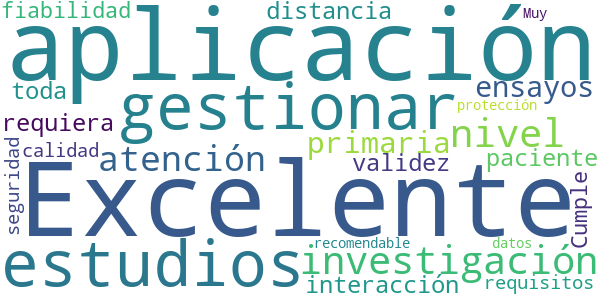 fiabilidad distancia Muy
aplicación
toda ensayos
gestionar protección
requiera primaria nivel
seguridad calidad atención validez paciente
Excelente Cumple
recomendable datos
estudios investigación
interacción requisitos